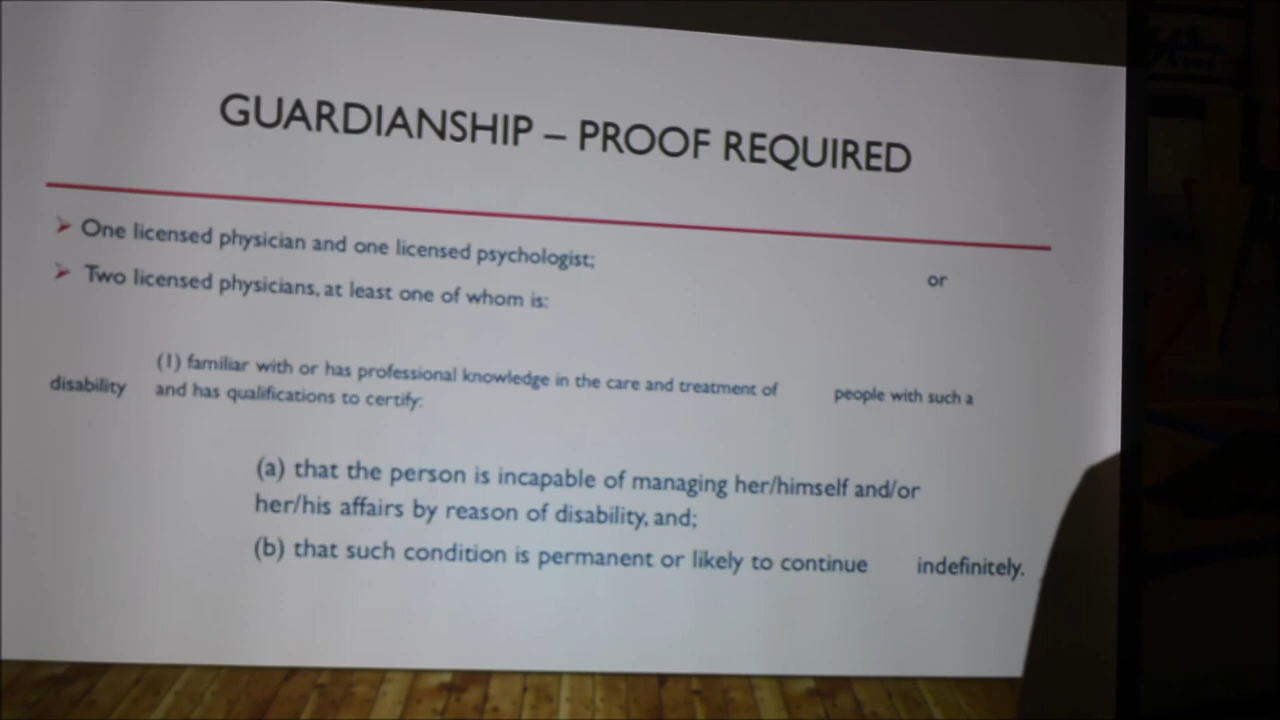 GUARDIANSHIP – PROOF REQUIRED
➢ One licensed physician and one licensed psychologist; or
➢ Two licensed physicians, at least one of whom is:
(1) familiar with or has professional knowledge in the care and treatment of people with such a
disability and has qualifications to certify:
(a) that the person is incapable of managing her/himself and/or
her/his affairs by reason of disability, and;
(b) that such condition is permanent or likely to continue indefinitely.